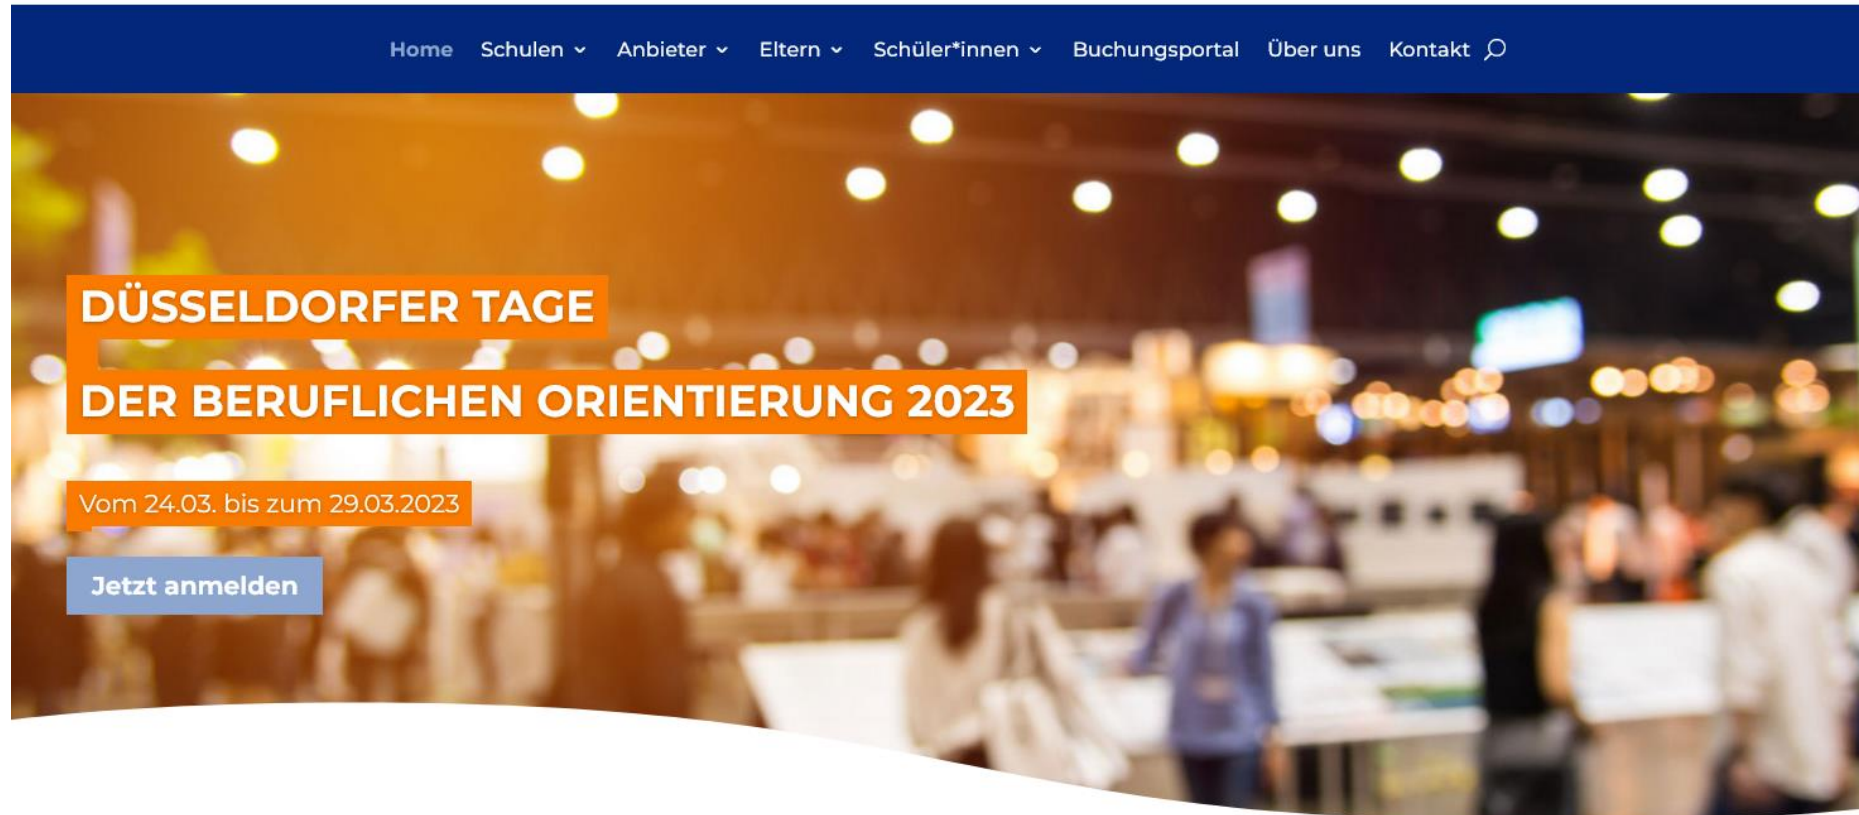 Home Schulen Anbieter Eltern Schüler*innen Buchungsportal Über uns Kontakt
DÜSSELDORFER TAGE
DER BERUFLICHEN ORIENTIERUNG 2023
Vom 24.03. bis zum 29.03.2023
Jetzt anmelden